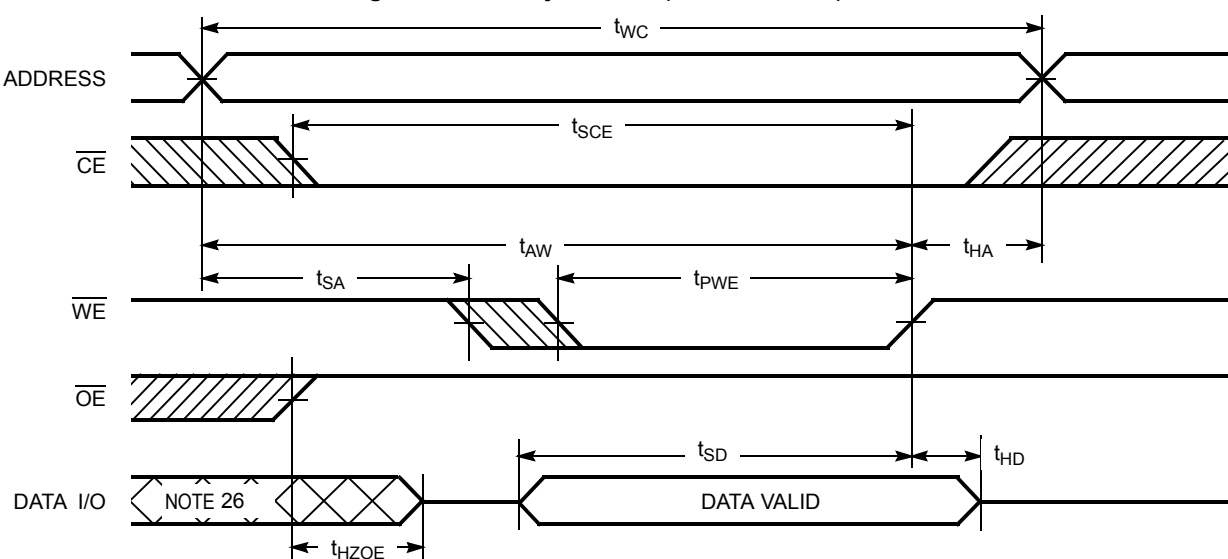 tWC
ADDRESS
tSCE
CE
tAW
tHA
tSA
tPWE
WE
OE
tSD
tHD
DATA I/O
NOTE 26
DATA VALID
tHZOE